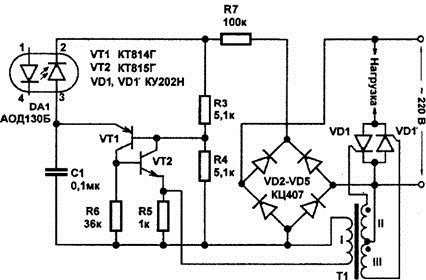 R7
100к
1
2
VT1 КТ814Г
VT2 КТ815Г
VD1, VD1' КУ202Н
4
3
DA1
АОД130Б
R3
5,1к
Нагрузка
~ 220 В
VD1
VD1'
VT1
VT2
R4
5,1к
C1
0,1мк
VD2-VD5
КЦ407
R6
36к
R5
1к
I
II
III
T1